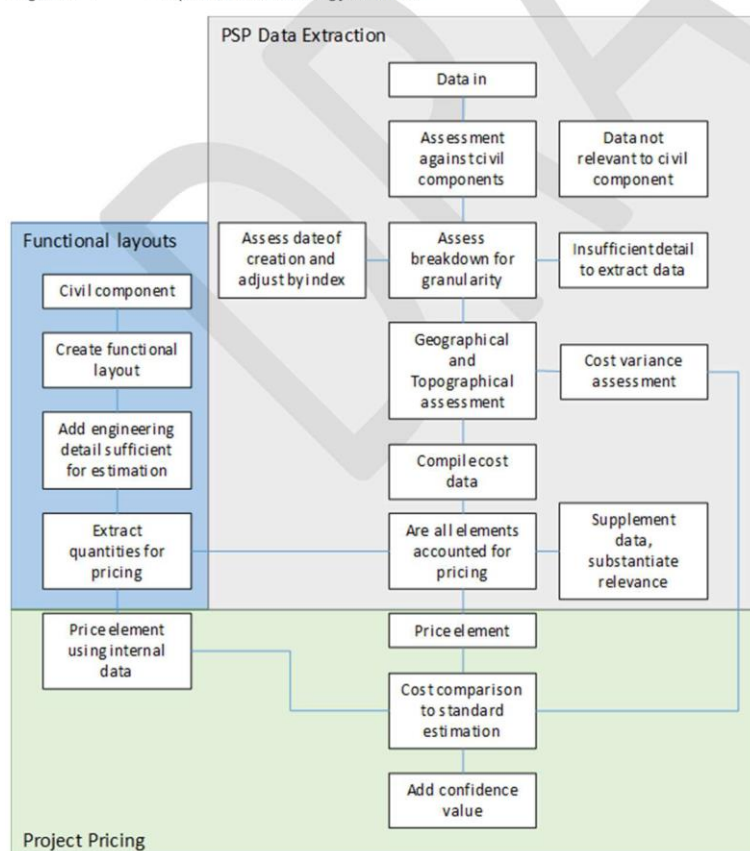 PSP Data Extraction
Data in
Assessment
against civil
components
Data not
relevant to civil
component
Functional layouts
Assess date of
creation and
adjust by index
Assess
breakdown for
granularity
Insufficient detail
to extract data
Civil component
Create functional
layout
Geographical
and
Topographical
assessment
Cost variance
assessment
Add engineering
detail sufficient
for estimation
Compile cost
data
Extract
quantities for
pricing
Are all elements
accounted for
pricing
Supplement
data,
substantiate
relevance
Price element
using internal
data
Price element
Cost comparison
to standard
estimation
Add confidence
value
Project Pricing